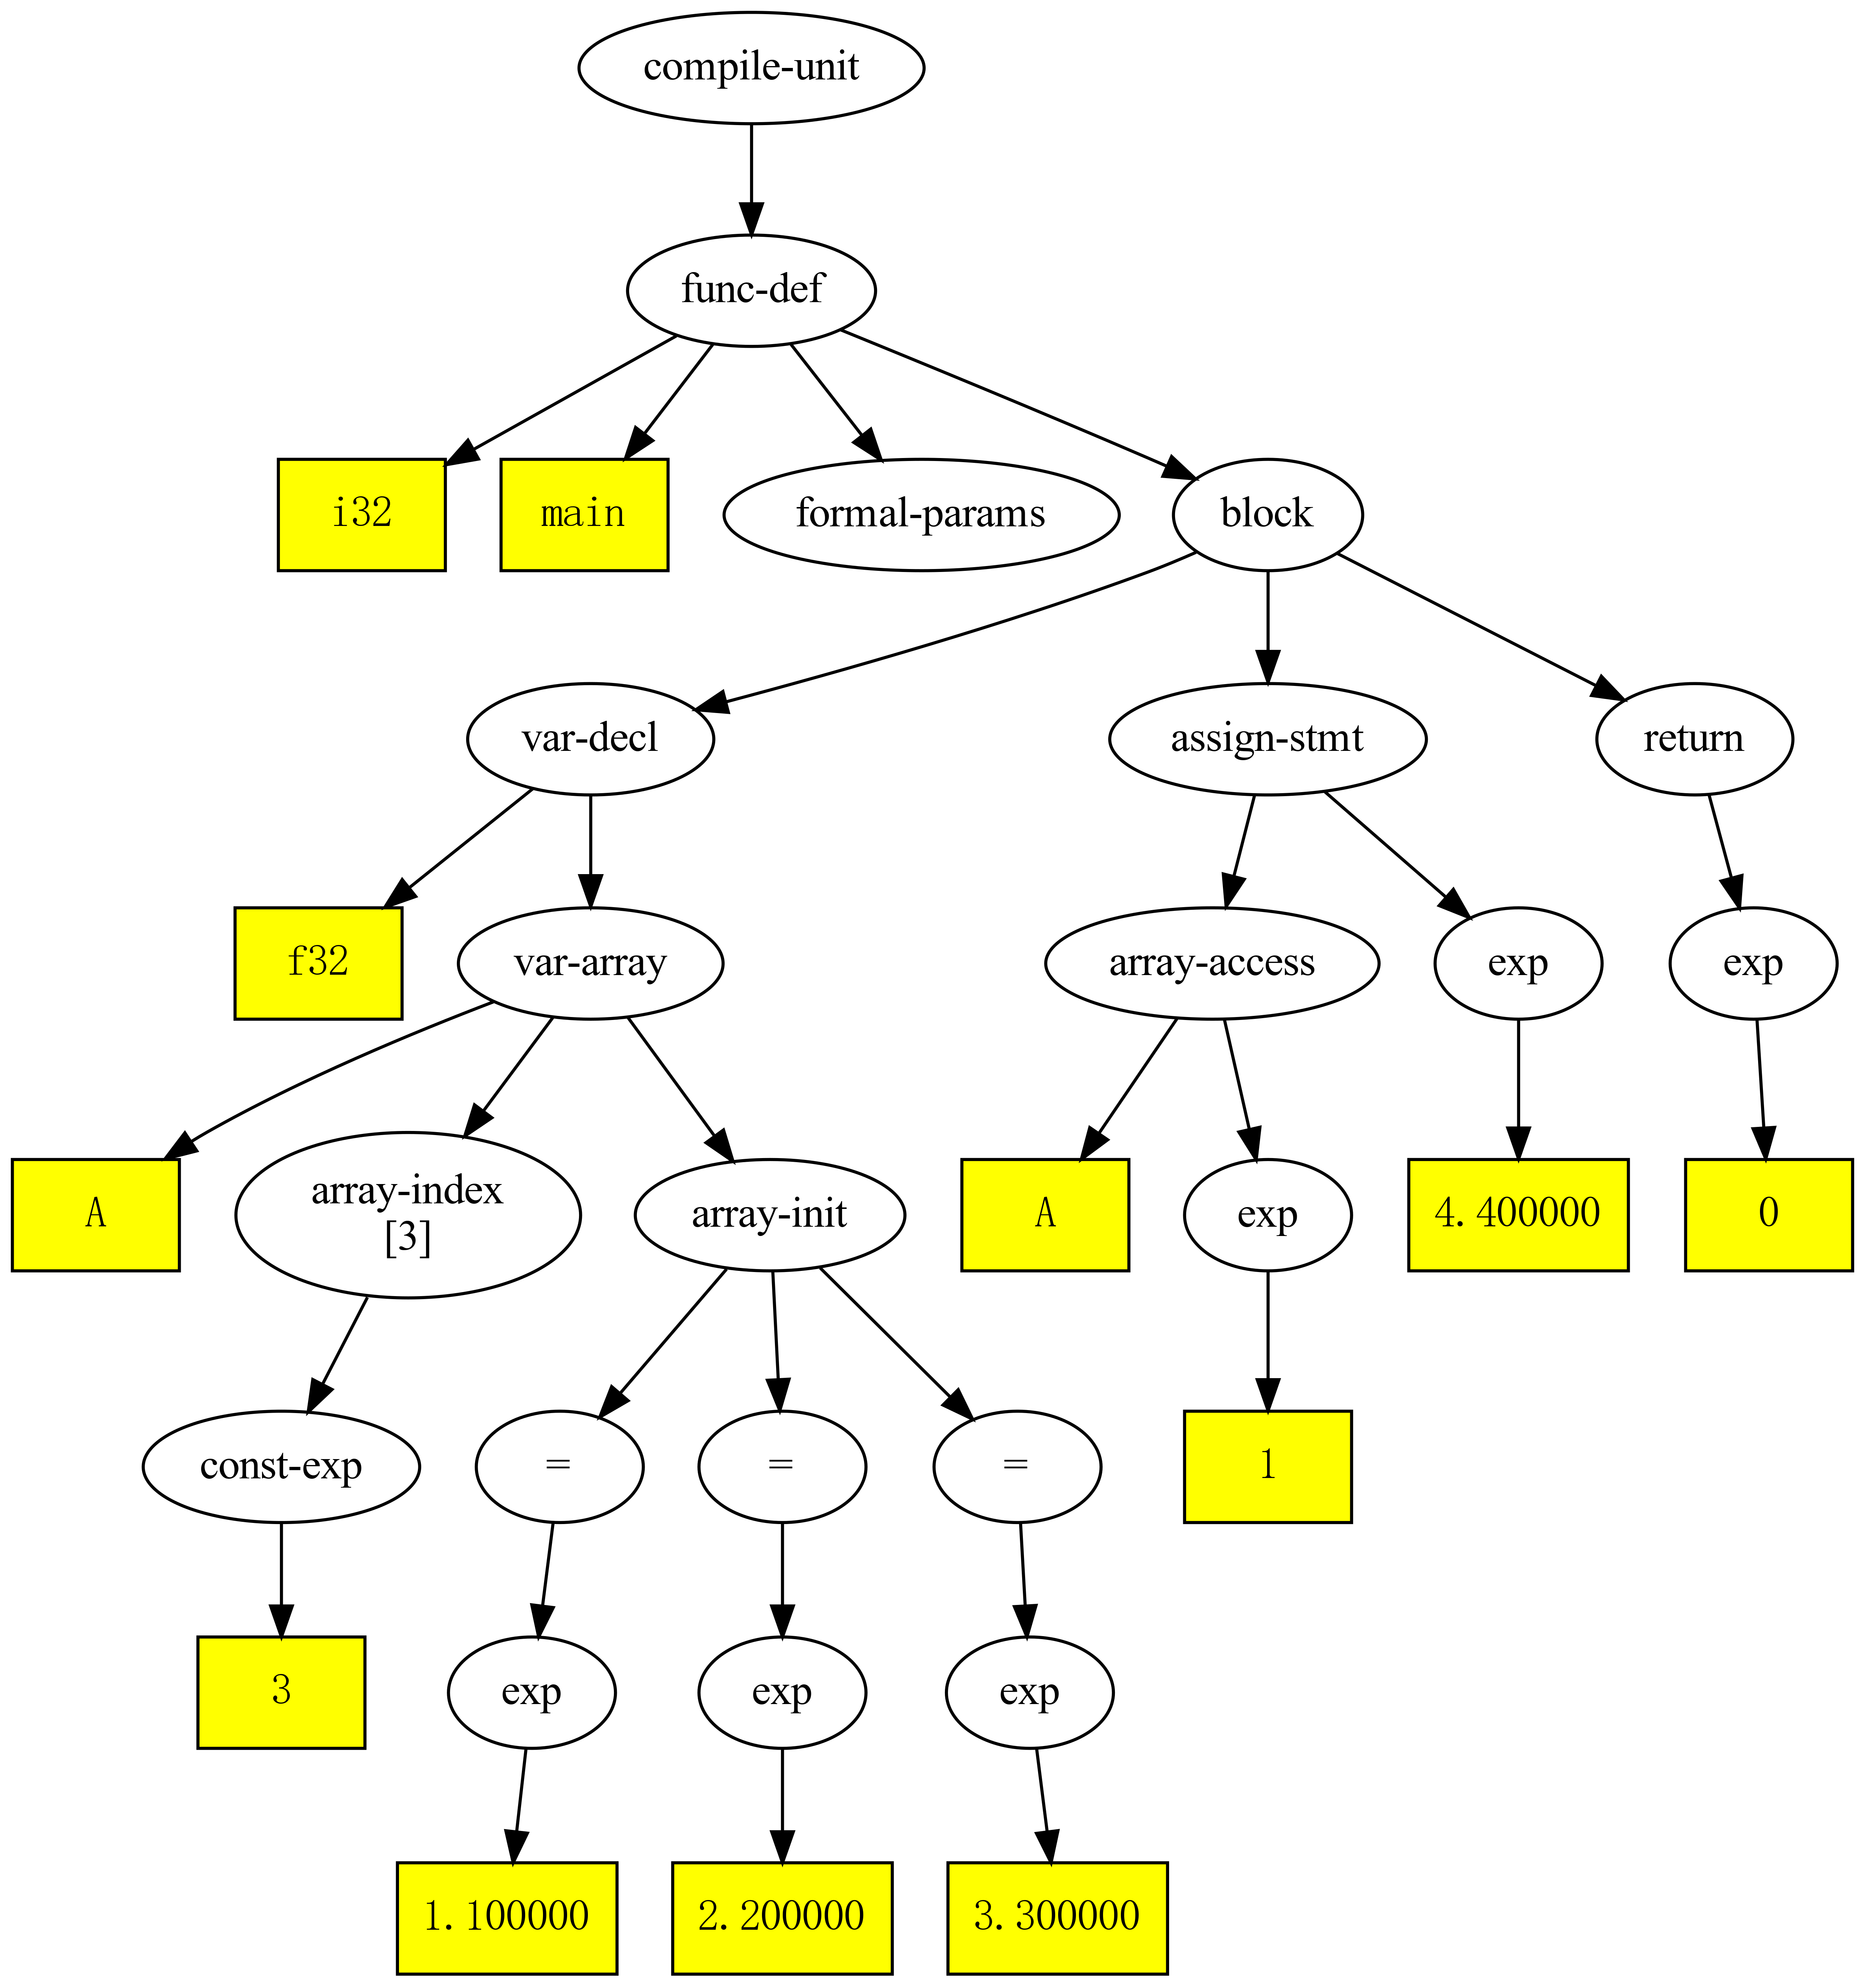 compile-unit
func-def
i32
main
formal-params
block
var-decl
assign-stmt
return
f32
var-array
array-access
exp
exp
A
array-index
[3]
array-init
A
exp
4.400000
0
const-exp
=
=
=
1
3
exp
exp
exp
1.100000
2.200000
3.300000